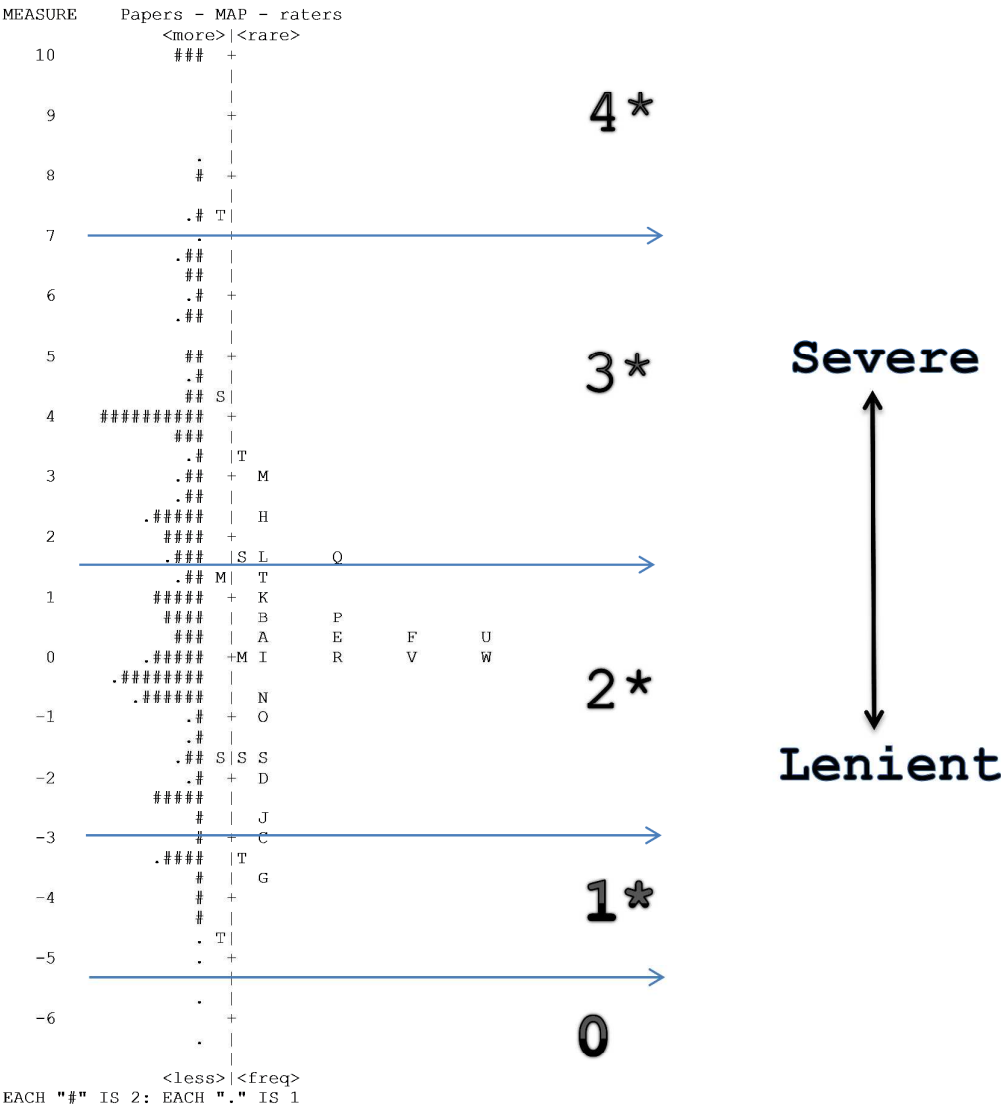 MEASURE    Papers - MAP - raters
               <more>|<rare>
  10            ### +
                    |
   9                +
                    |
                  . |
   8              # +
                    |
                 .# T|
   7              . +
                .## |
                 ## |
   6             .# +
                .## |
   5             ## +
                 .# |
                 ## S|
   4     ########## +
                ### |
                 .# |T
   3            .## + M
                .## |
             .##### | H
   2           #### +
               .### |S L      Q
                .## M| T
   1          ##### + K
               #### | B      P
                ### | A      E      F      U
   0         .##### +M I      R      V      W
          .######## |
            .###### | N
  -1             .# + O
                 .# |
                .## S|S S
  -2             .# + D
              ##### |
                  # | J
  -3              # + C
              .#### |T
                  # | G
  -4              # +
                  # |
                  . T|
  -5              . +
                    |
                  . |
  -6                +
                  . |
               <less>|<freq>
EACH "#" IS 2: EACH "." IS 1
4*
3*
2*
1*
0
Severe
Lenient